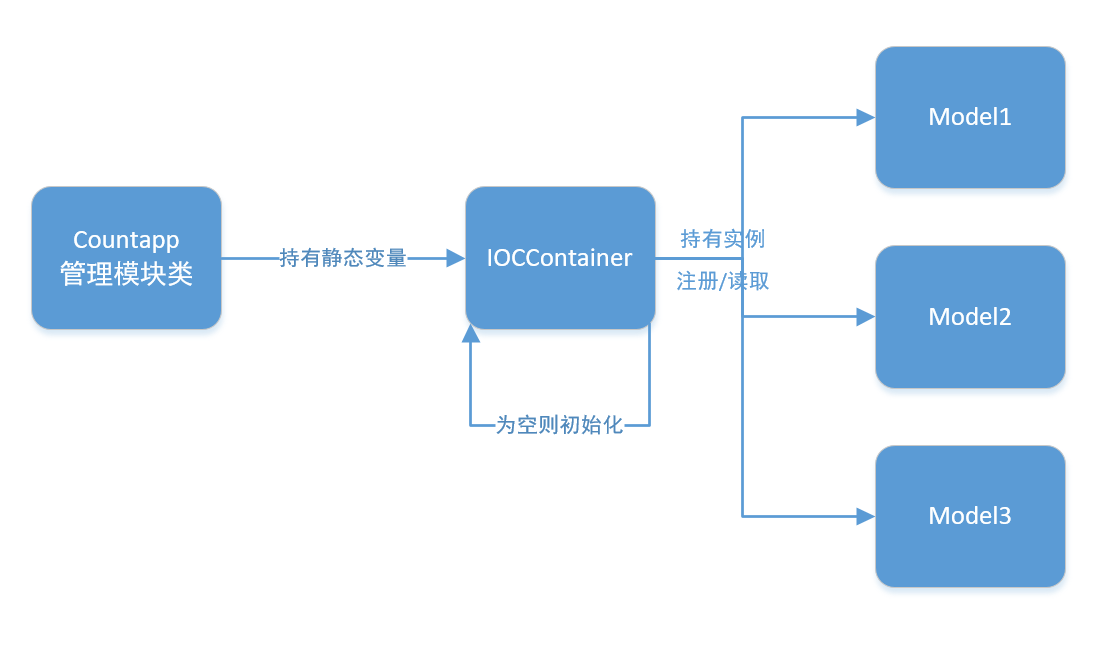 Countapp
管理模块类
持有静态变量
IOCContainer
为空则初始化
持有实例
注册/读取
Model1
Model2
Model3